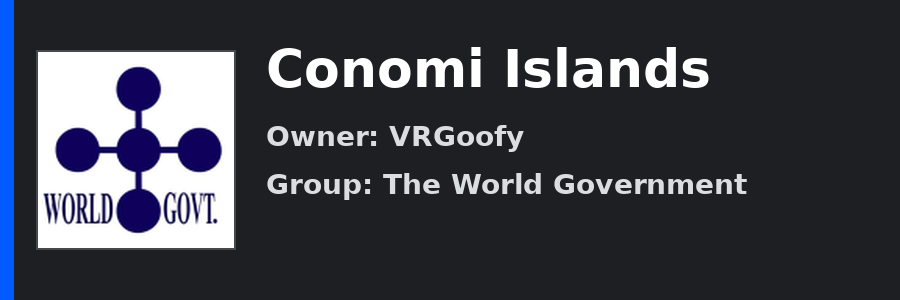 Conomi Islands
Owner: VRGoofy
Group: The World Government
WORLD GOVT.